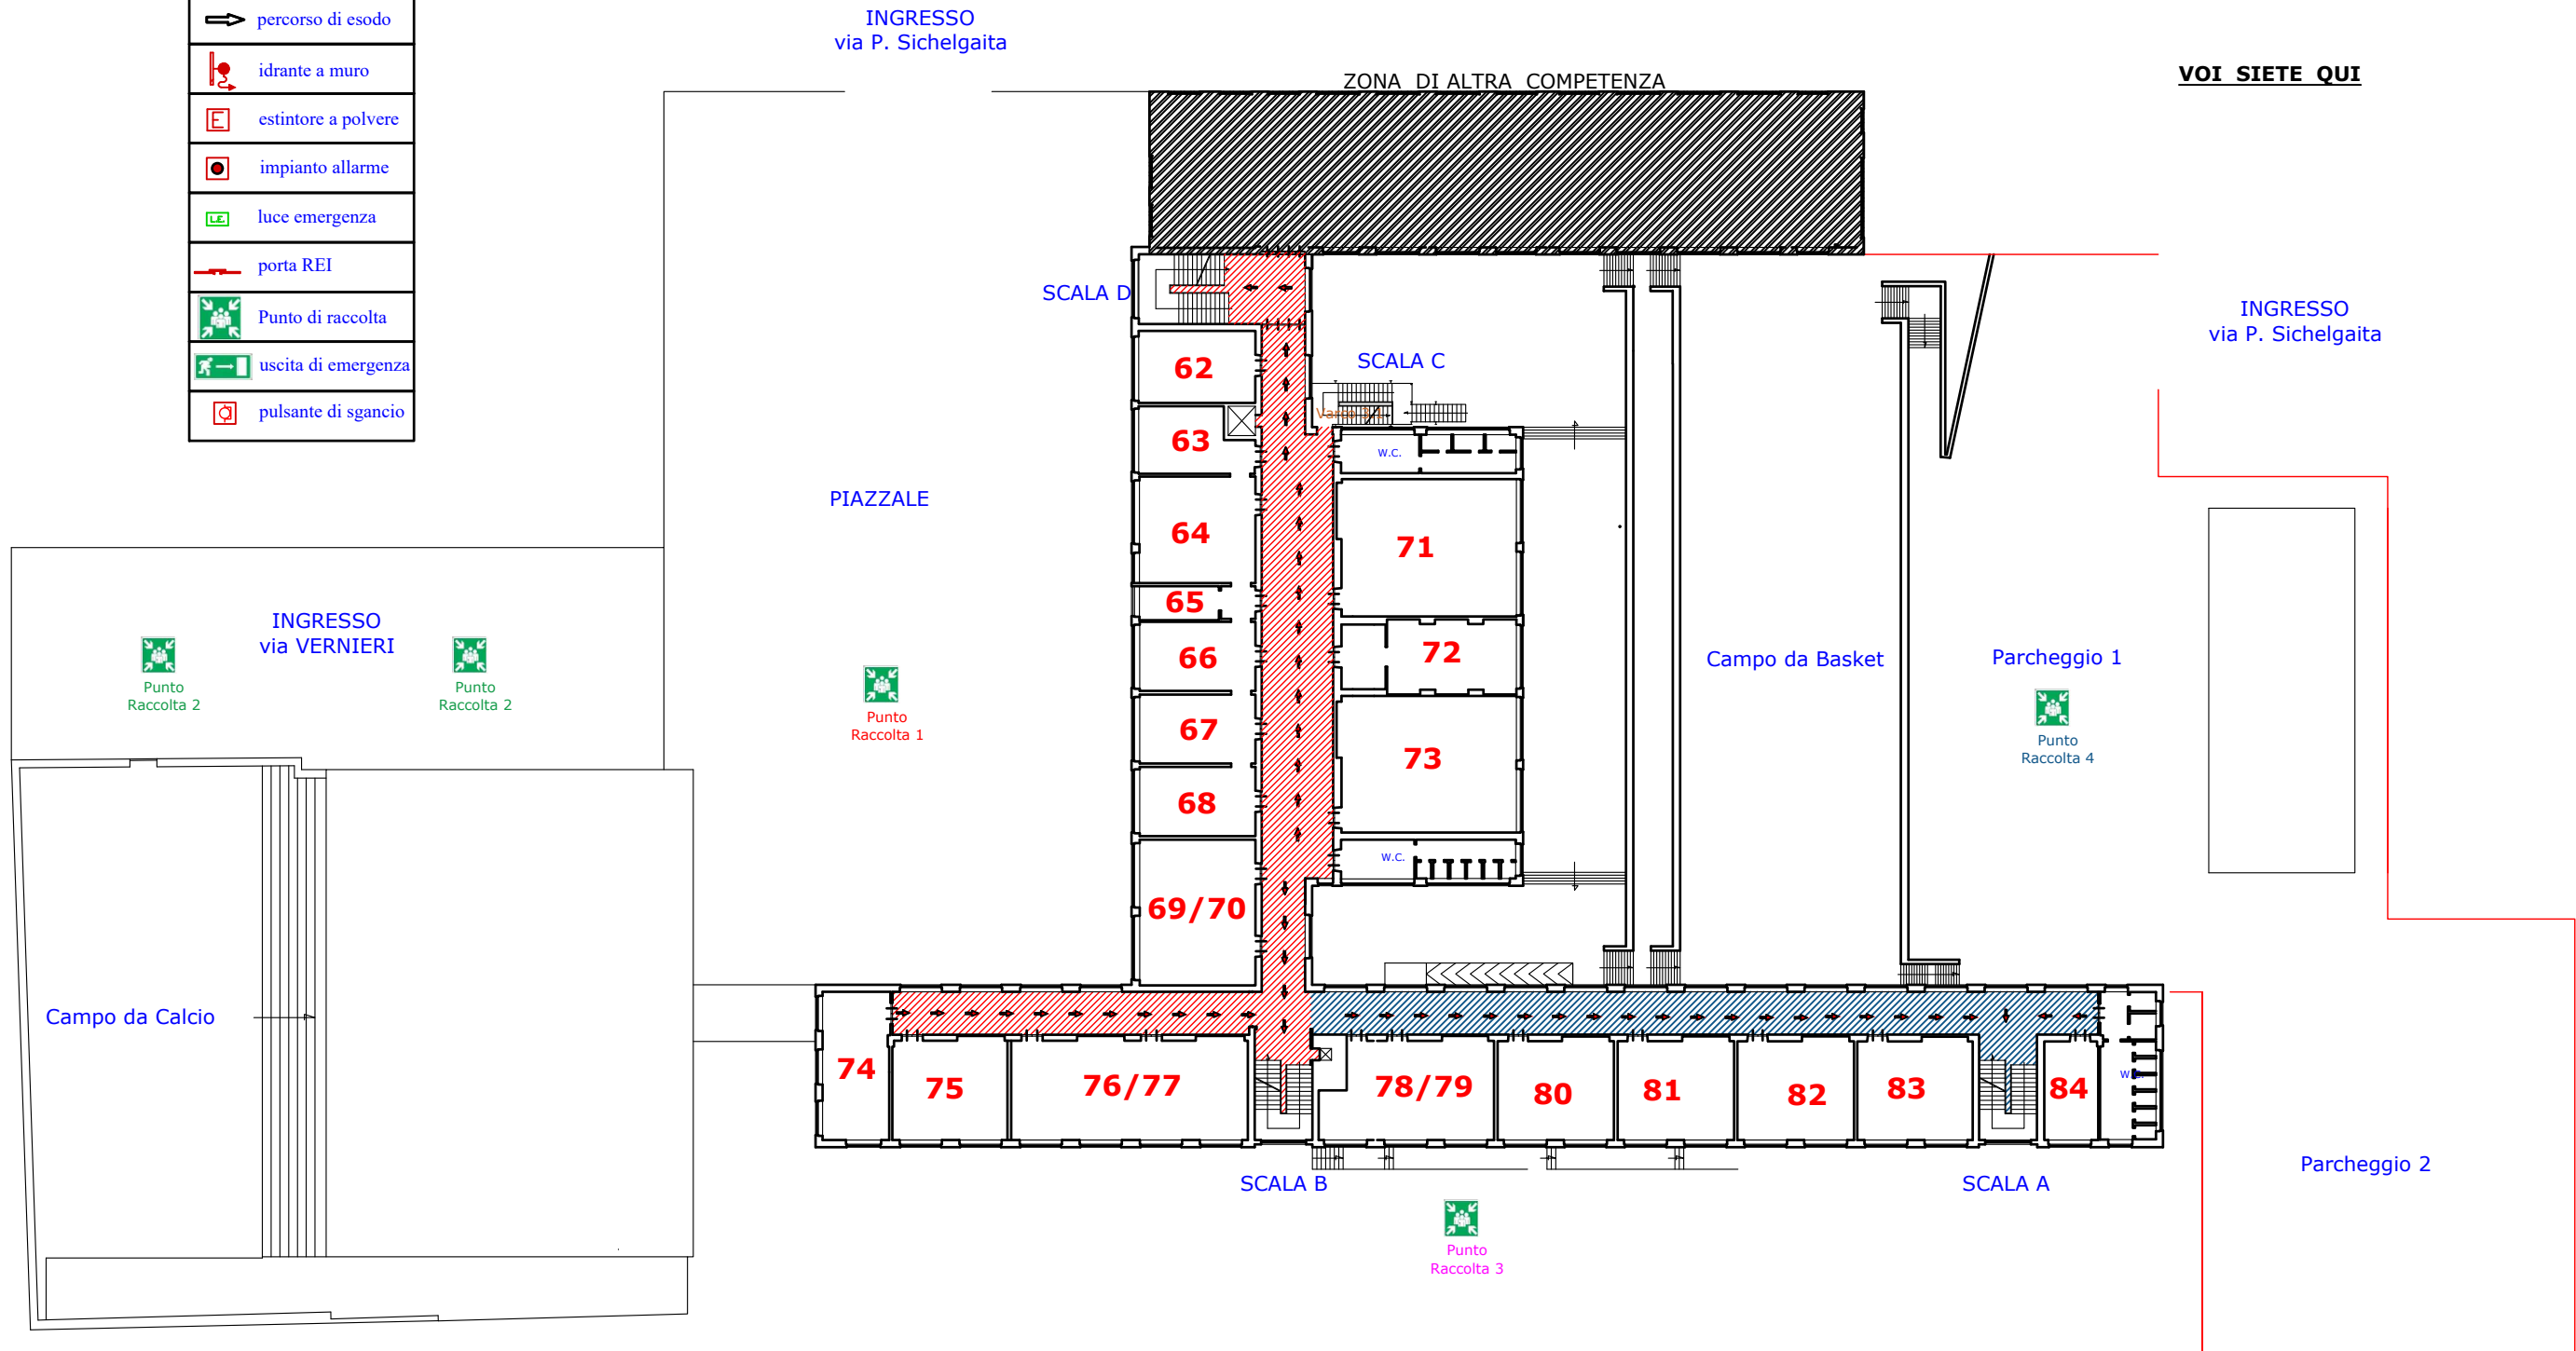 percorso di esodo
idrante a muro
E
estintore a polvere
impianto allarme
L.E.
luce emergenza
porta REI
Punto di raccolta
uscita di emergenza
pulsante di sgancio
INGRESSO
via P. Sichelgaita
ZONA DI ALTRA COMPETENZA
VOI SIETE QUI
SCALA D
INGRESSO
via P. Sichelgaita
SCALA C
62
63
W.C.
PIAZZALE
64
71
65
INGRESSO
via VERNIERI
66
72
Campo da Basket
Parcheggio 1
Punto
Raccolta 2
Punto
Raccolta 2
Punto
Raccolta 1
67
73
Punto
Raccolta 4
68
W.C.
69/70
Campo da Calcio
74
75
76/77
78/79
80
81
82
83
84
Parcheggio 2
SCALA B
SCALA A
Punto
Raccolta 3